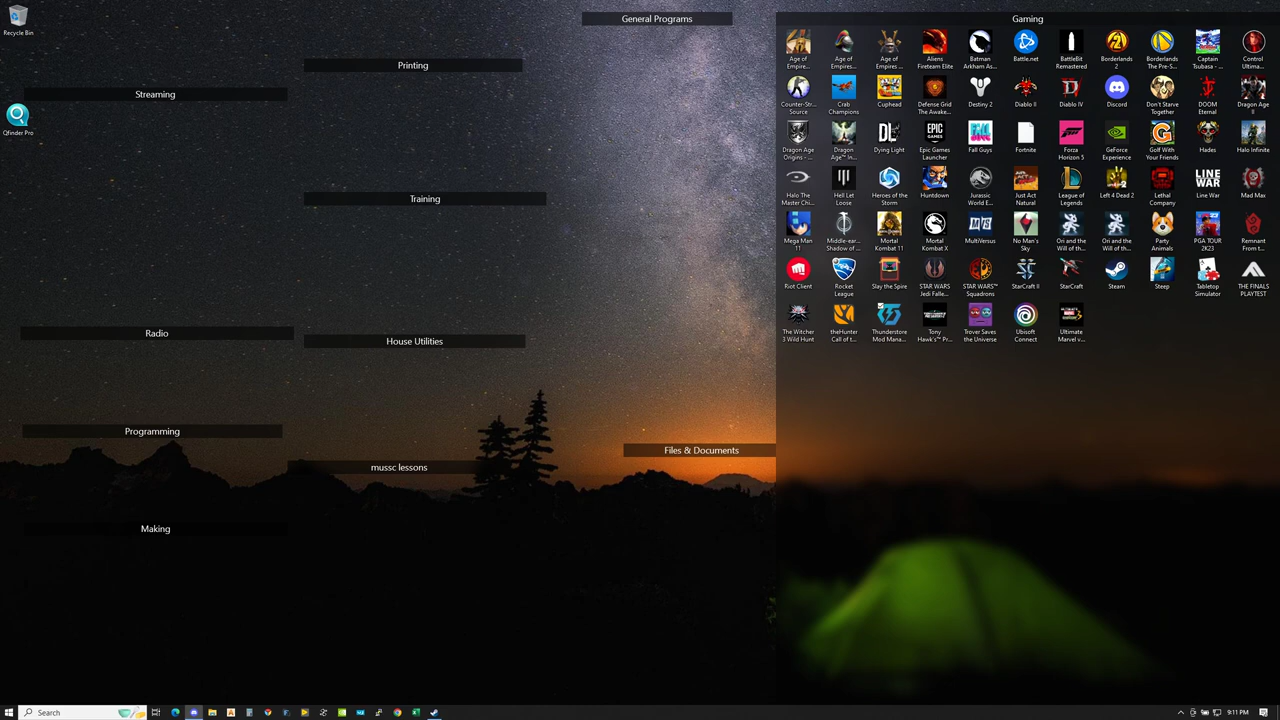 Recycle Bin
Qfinder Pro
Streaming
Radio
Programming
Making
Printing
Training
House Utilities
mussc lessons
General Programs
Files & Documents
Gaming
Age of Empire...
Age of Empires...
Age of Empires ...
Aliens Fireteam Elite
Batman Arkham As...
Battle.net
BattleBit Remastered
Borderlands 2
Borderlands The Pre-S...
Captain Tsubasa - ...
Control Ultima...
Counter-Str... Source
Crab Champions
Cuphead
Defense Grid The Awake...
Destiny 2
Diablo II
Diablo IV
Discord
Don't Starve Together
DOOM Eternal
Dragon Age II
Dragon Age Origins - ...
Dragon Age™ In...
Dying Light
Epic Games Launcher
Fall Guys
Fortnite
Forza Horizon 5
GeForce Experience
Golf With Your Friends
Hades
Halo Infinite
Halo The Master Chi...
Hell Let Loose
Heroes of the Storm
Huntdown
Jurassic World E...
Just Act Natural
League of Legends
Left 4 Dead 2
Lethal Company
Line War
Mad Max
Mega Man 11
Middle-ear... Shadow of ...
Mortal Kombat 11
Mortal Kombat X
MultiVersus
No Man's Sky
Ori and the Will of th...
Ori and the Will of th...
Party Animals
PGA TOUR 2K23
Remnant From t...
Riot Client
Rocket League
Slay the Spire
STAR WARS Jedi Falle...
STAR WARS™ Squadrons
StarCraft II
StarCraft
Steam
Steep
Tabletop Simulator
THE FINALS PLAYTEST
The Witcher 3 Wild Hunt
theHunter Call of t...
Thunderstore Mod Mana...
Tony Hawk's™ Pr...
Trover Saves the Universe
Ubisoft Connect
Ultimate Marvel v...
Search
9:11 PM